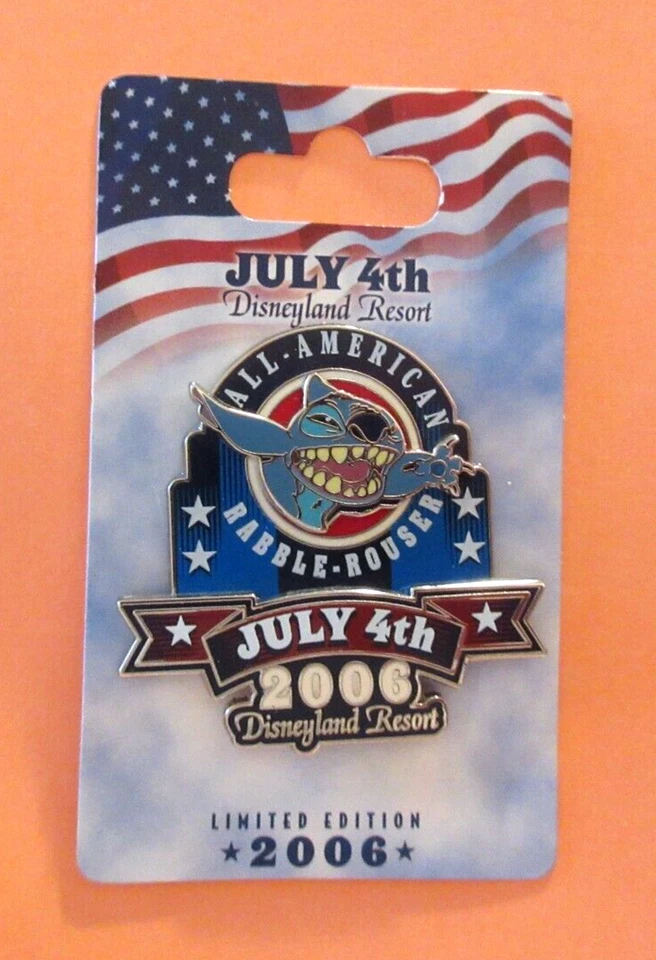 JULY 4th
Disneyland Resort
ALL-AMERICAN
RABBLE-ROUSER
JULY 4th
2006
Disneyland Resort
LIMITED EDITION
★2006★